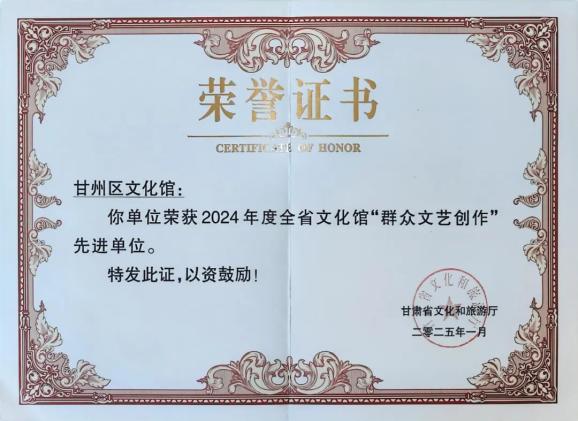 荣誉证书
CERTIFICATE OF HONOR
甘州区文化馆：
你单位荣获2024年度全省文化馆“群众文艺创作”
先进单位。
特发此证，以资鼓励！
甘肃省文化和旅游厅
二零二五年一月